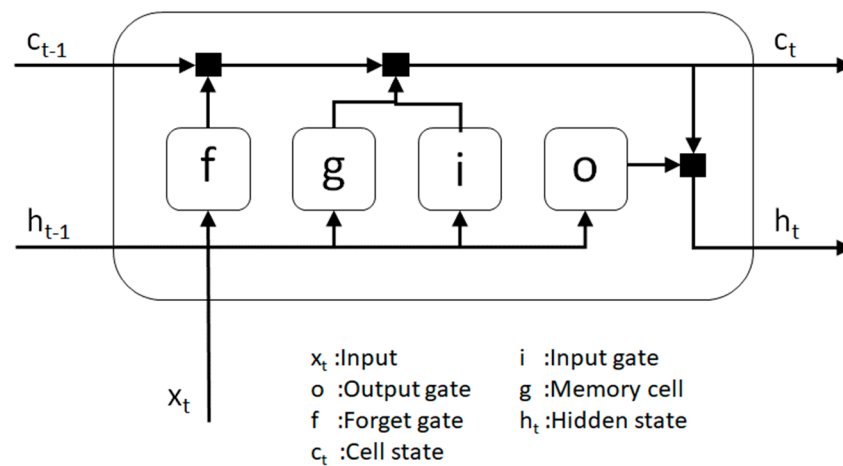 c_{t-1} c_t
f g i o
h_{t-1} h_t
x_t
x_t :Input i :Input gate
o :Output gate g :Memory cell
f :Forget gate h_t :Hidden state
c_t :Cell state